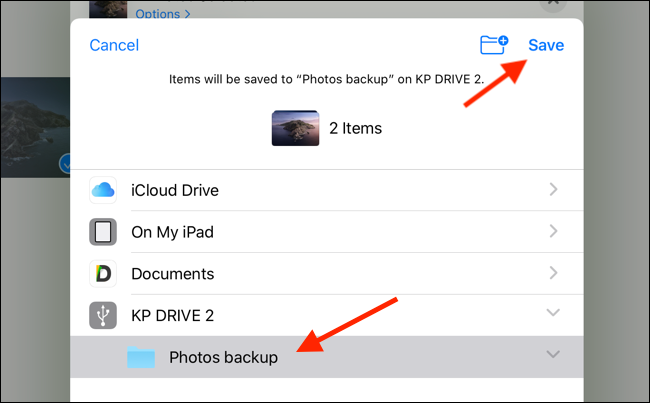 Options >
Cancel
Save
Items will be saved to “Photos backup” on KP DRIVE 2.
2 Items
iCloud Drive
On My iPad
Documents
KP DRIVE 2
Photos backup